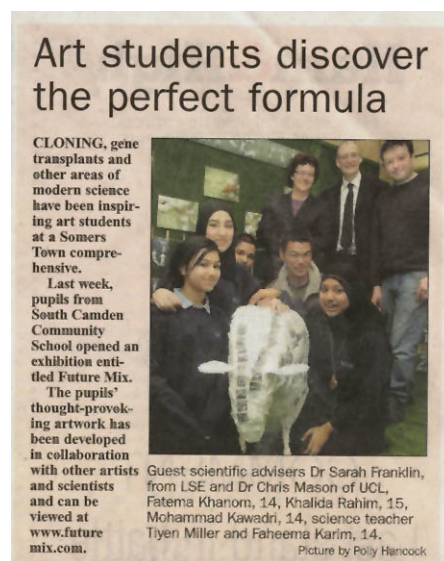 Art students discover
the perfect formula
CLONING, gene
transplants and
other areas of
modern science
have been inspir-
ing art students
at a Somers
Town compre-
hensive.
Last week,
pupils from
South Camden
Community
School opened an
exhibition enti-
tled Future Mix.
The pupils'
thought-provok-
ing artwork has
been developed
in collaboration
with other artists
and scientists
and can be
viewed at
www.future
mix.com.
Guest scientific advisers Dr Sarah Franklin,
from LSE and Dr Chris Mason of UCL,
Fatema Khanom, 14, Khalida Rahim, 15,
Mohammad Kawadri, 14, science teacher
Tiyen Miller and Faheema Karim, 14.
Picture by Polly Hancock